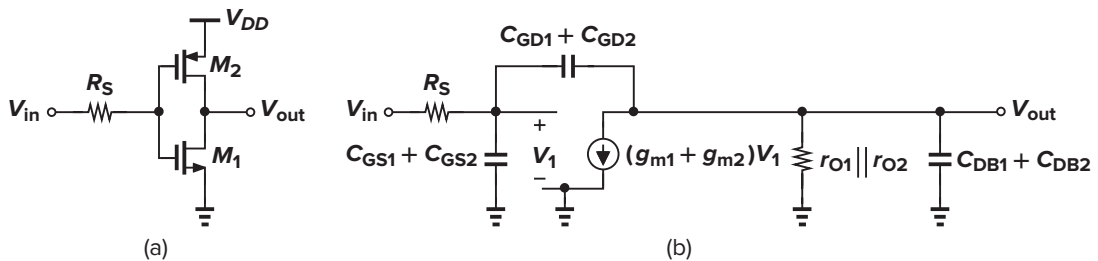 V_DD
M_2
R_S
V_in
V_out
M_1
(a)
C_GD1 + C_GD2
R_S
V_in
V_out
+
C_GS1 + C_GS2
V_1
(g_m1 + g_m2)V_1
r_O1 || r_O2
C_DB1 + C_DB2
–
(b)